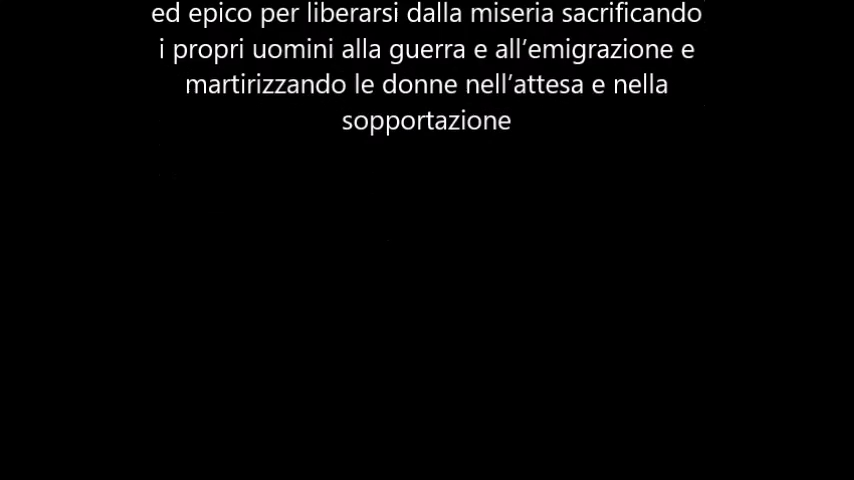 ed epico per liberarsi dalla miseria sacrificando
i propri uomini alla guerra e all’emigrazione e
martirizzando le donne nell’attesa e nella
sopportazione